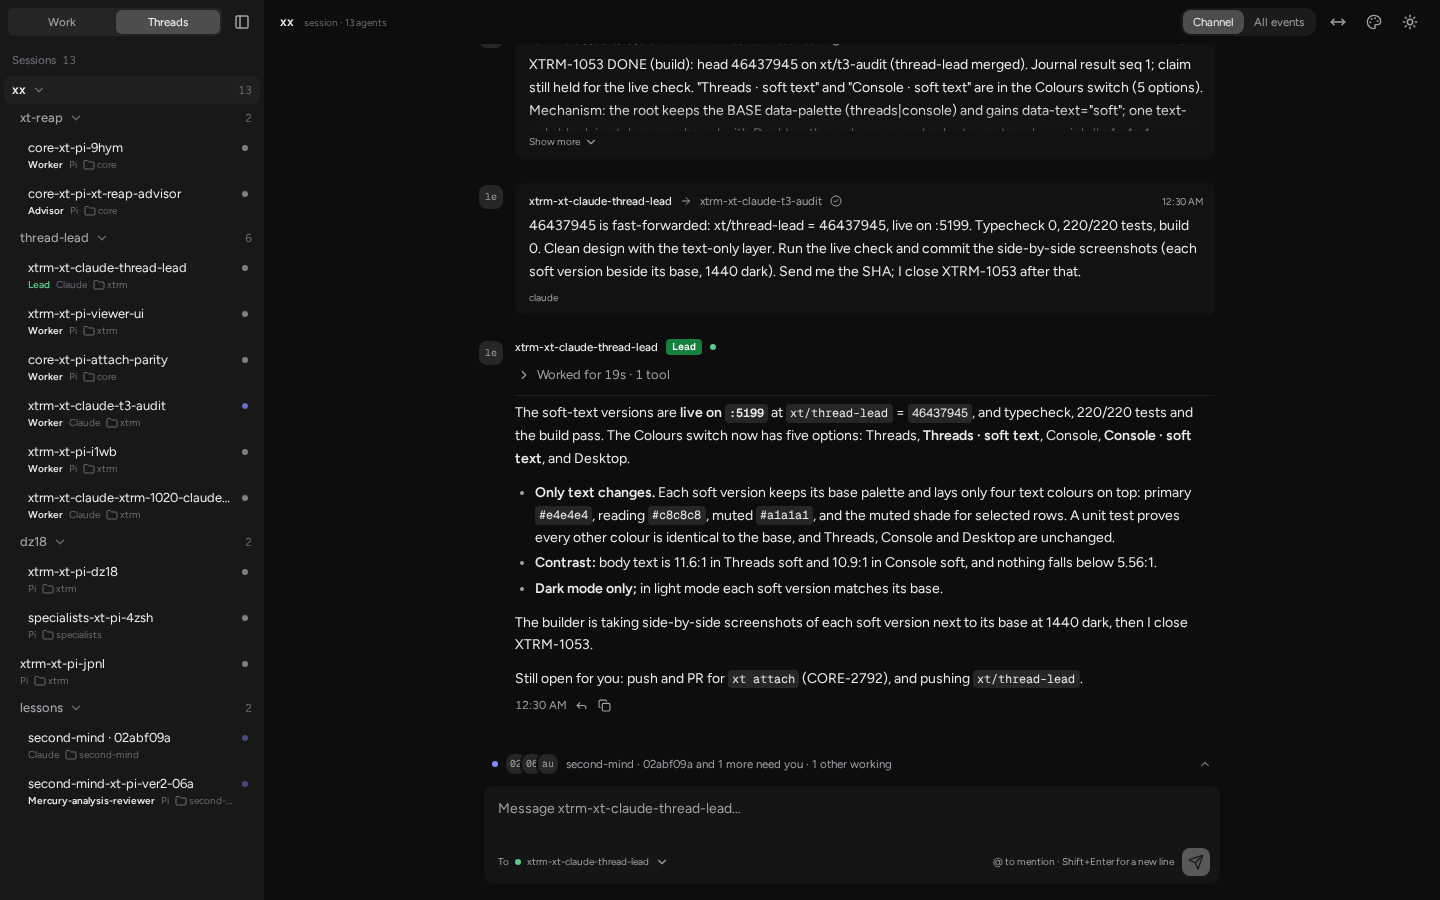 Work
Threads
Sessions 13
xx
13
xt-reap
2
core-xt-pi-9hym
Worker Pi core
core-xt-pi-xt-reap-advisor
Advisor Pi core
thread-lead
6
xtrm-xt-claude-thread-lead
Lead Claude xtrm
xtrm-xt-pi-viewer-ui
Worker Pi xtrm
core-xt-pi-attach-parity
Worker Pi core
xtrm-xt-claude-t3-audit
Worker Claude xtrm
xtrm-xt-pi-i1wb
Worker Pi xtrm
xtrm-xt-claude-xtrm-1020-claude...
Worker Claude xtrm
dz18
2
xtrm-xt-pi-dz18
Pi xtrm
specialists-xt-pi-4zsh
Pi specialists
xtrm-xt-pi-jpnl
Pi xtrm
lessons
2
second-mind · 02abf09a
Claude second-mind
second-mind-xt-pi-ver2-06a
Mercury-analysis-reviewer Pi second-...
xx session · 13 agents
Channel
All events
XTRM-1053 DONE (build): head 46437945 on xt/t3-audit (thread-lead merged). Journal result seq 1; claim
still held for the live check. "Threads · soft text" and "Console · soft text" are in the Colours switch (5 options).
Mechanism: the root keeps the BASE data-palette (threads|console) and gains data-text="soft"; one text-
Show more
le
xtrm-xt-claude-thread-lead → xtrm-xt-claude-t3-audit
12:30 AM
46437945 is fast-forwarded: xt/thread-lead = 46437945, live on :5199. Typecheck 0, 220/220 tests, build
0. Clean design with the text-only layer. Run the live check and commit the side-by-side screenshots (each
soft version beside its base, 1440 dark). Send me the SHA; I close XTRM-1053 after that.
claude
le
xtrm-xt-claude-thread-lead Lead
Worked for 19s · 1 tool
The soft-text versions are live on :5199 at xt/thread-lead = 46437945, and typecheck, 220/220 tests and
the build pass. The Colours switch now has five options: Threads, Threads · soft text, Console, Console · soft
text, and Desktop.
• Only text changes. Each soft version keeps its base palette and lays only four text colours on top: primary
#e4e4e4, reading #c8c8c8, muted #a1a1a1, and the muted shade for selected rows. A unit test proves
every other colour is identical to the base, and Threads, Console and Desktop are unchanged.
• Contrast: body text is 11.6:1 in Threads soft and 10.9:1 in Console soft, and nothing falls below 5.56:1.
• Dark mode only; in light mode each soft version matches its base.
The builder is taking side-by-side screenshots of each soft version next to its base at 1440 dark, then I close
XTRM-1053.
Still open for you: push and PR for xt attach (CORE-2792), and pushing xt/thread-lead.
12:30 AM
02 06 au second-mind · 02abf09a and 1 more need you · 1 other working
Message xtrm-xt-claude-thread-lead...
To xtrm-xt-claude-thread-lead
@ to mention · Shift+Enter for a new line